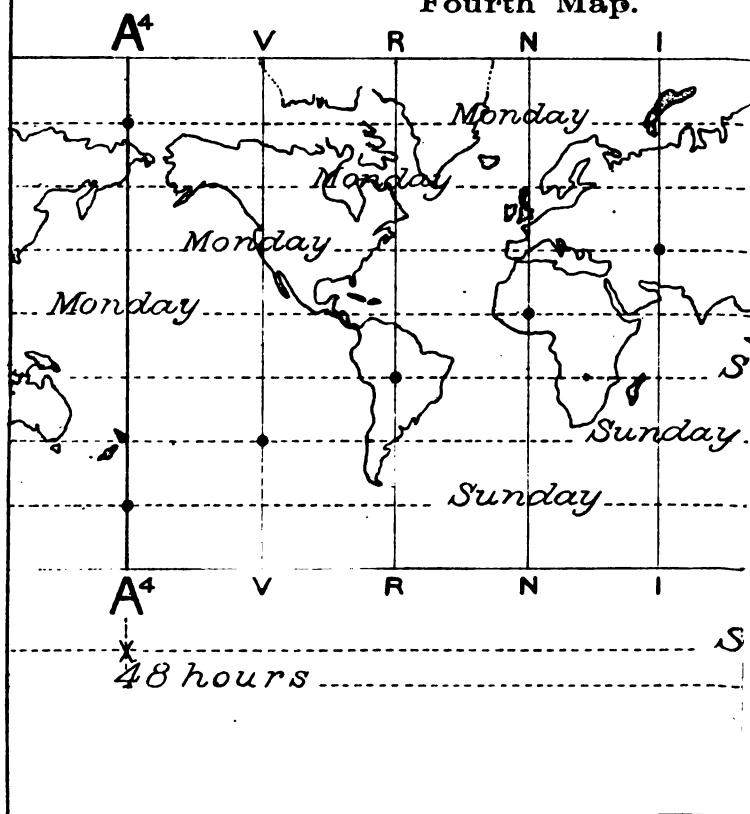 Fourth Map.
A⁴ V R N I
Monday
Monday
Monday
Monday
S
Sunday
Sunday
A⁴ V R N I
S
48 hours